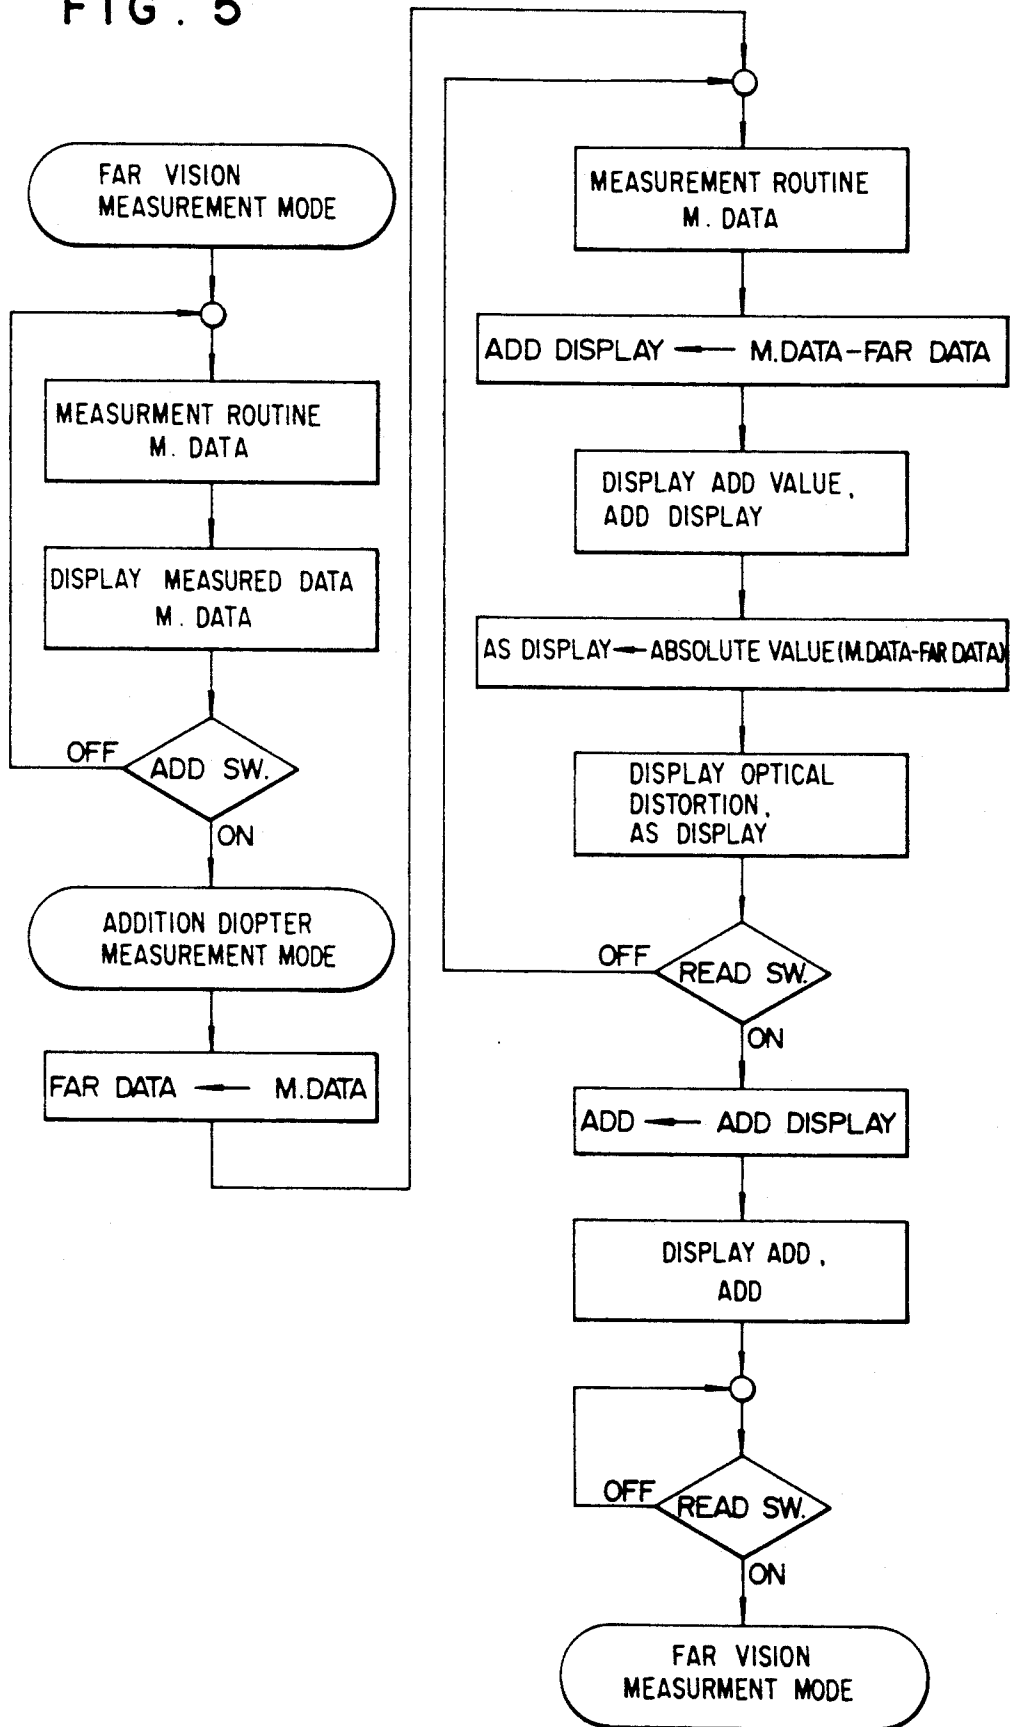 FIG. 5
FAR VISION
MEASUREMENT MODE
MEASURMENT ROUTINE
M. DATA
DISPLAY MEASURED DATA
M. DATA
OFF
ADD SW.
ON
ADDITION DIOPTER
MEASUREMENT MODE
FAR DATA ← M.DATA
MEASUREMENT ROUTINE
M. DATA
ADD DISPLAY ← M.DATA-FAR DATA
DISPLAY ADD VALUE,
ADD DISPLAY
AS DISPLAY ← ABSOLUTE VALUE(M.DATA-FAR DATA)
DISPLAY OPTICAL
DISTORTION,
AS DISPLAY
OFF
READ SW.
ON
ADD ← ADD DISPLAY
DISPLAY ADD,
ADD
OFF
READ SW.
ON
FAR VISION
MEASURMENT MODE